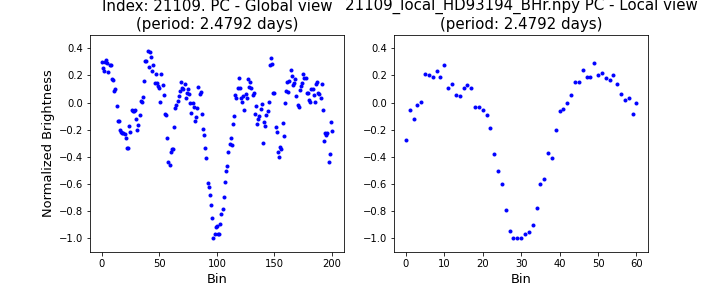 Index: 21109. PC - Global view
(period: 2.4792 days)
21109_local_HD93194_BHr.npy PC - Local view
(period: 2.4792 days)
Normalized Brightness
0.4
0.2
0.0
−0.2
−0.4
−0.6
−0.8
−1.0
0 50 100 150 200
Bin
0.4
0.2
0.0
−0.2
−0.4
−0.6
−0.8
−1.0
0 20 40 60
Bin